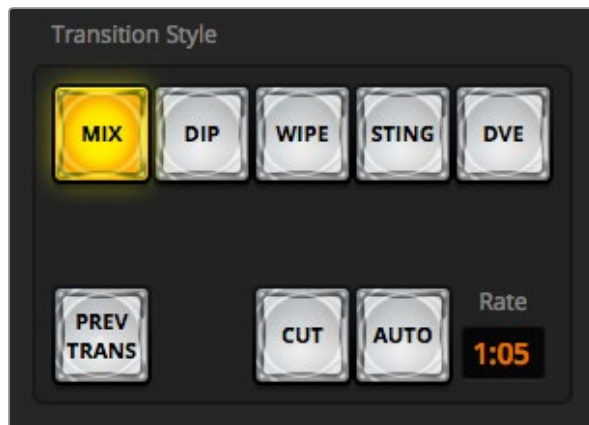 Transition Style
MIX DIP WIPE STING DVE
PREV
TRANS
CUT AUTO
Rate
1:05